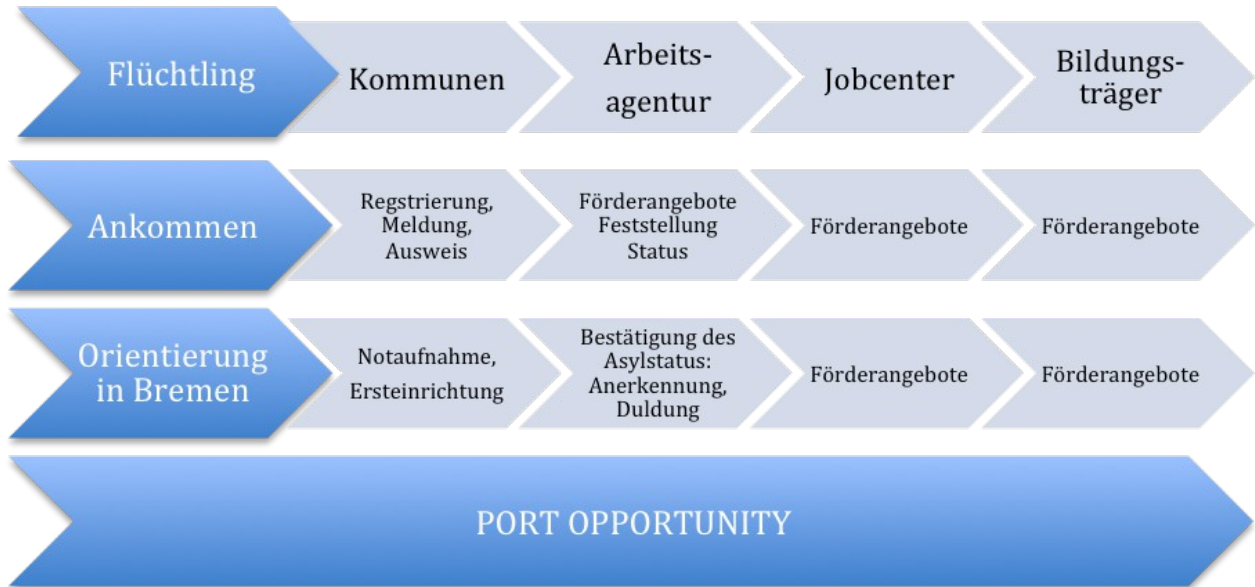 Flüchtling
Kommunen
Arbeits-
agentur
Jobcenter
Bildungs-
träger
Ankommen
Regstrierung,
Meldung,
Ausweis
Förderangebote
Feststellung
Status
Förderangebote
Förderangebote
Orientierung
in Bremen
Notaufnahme,
Ersteinrichtung
Bestätigung des
Asylstatus:
Anerkennung,
Duldung
Förderangebote
Förderangebote
PORT OPPORTUNITY